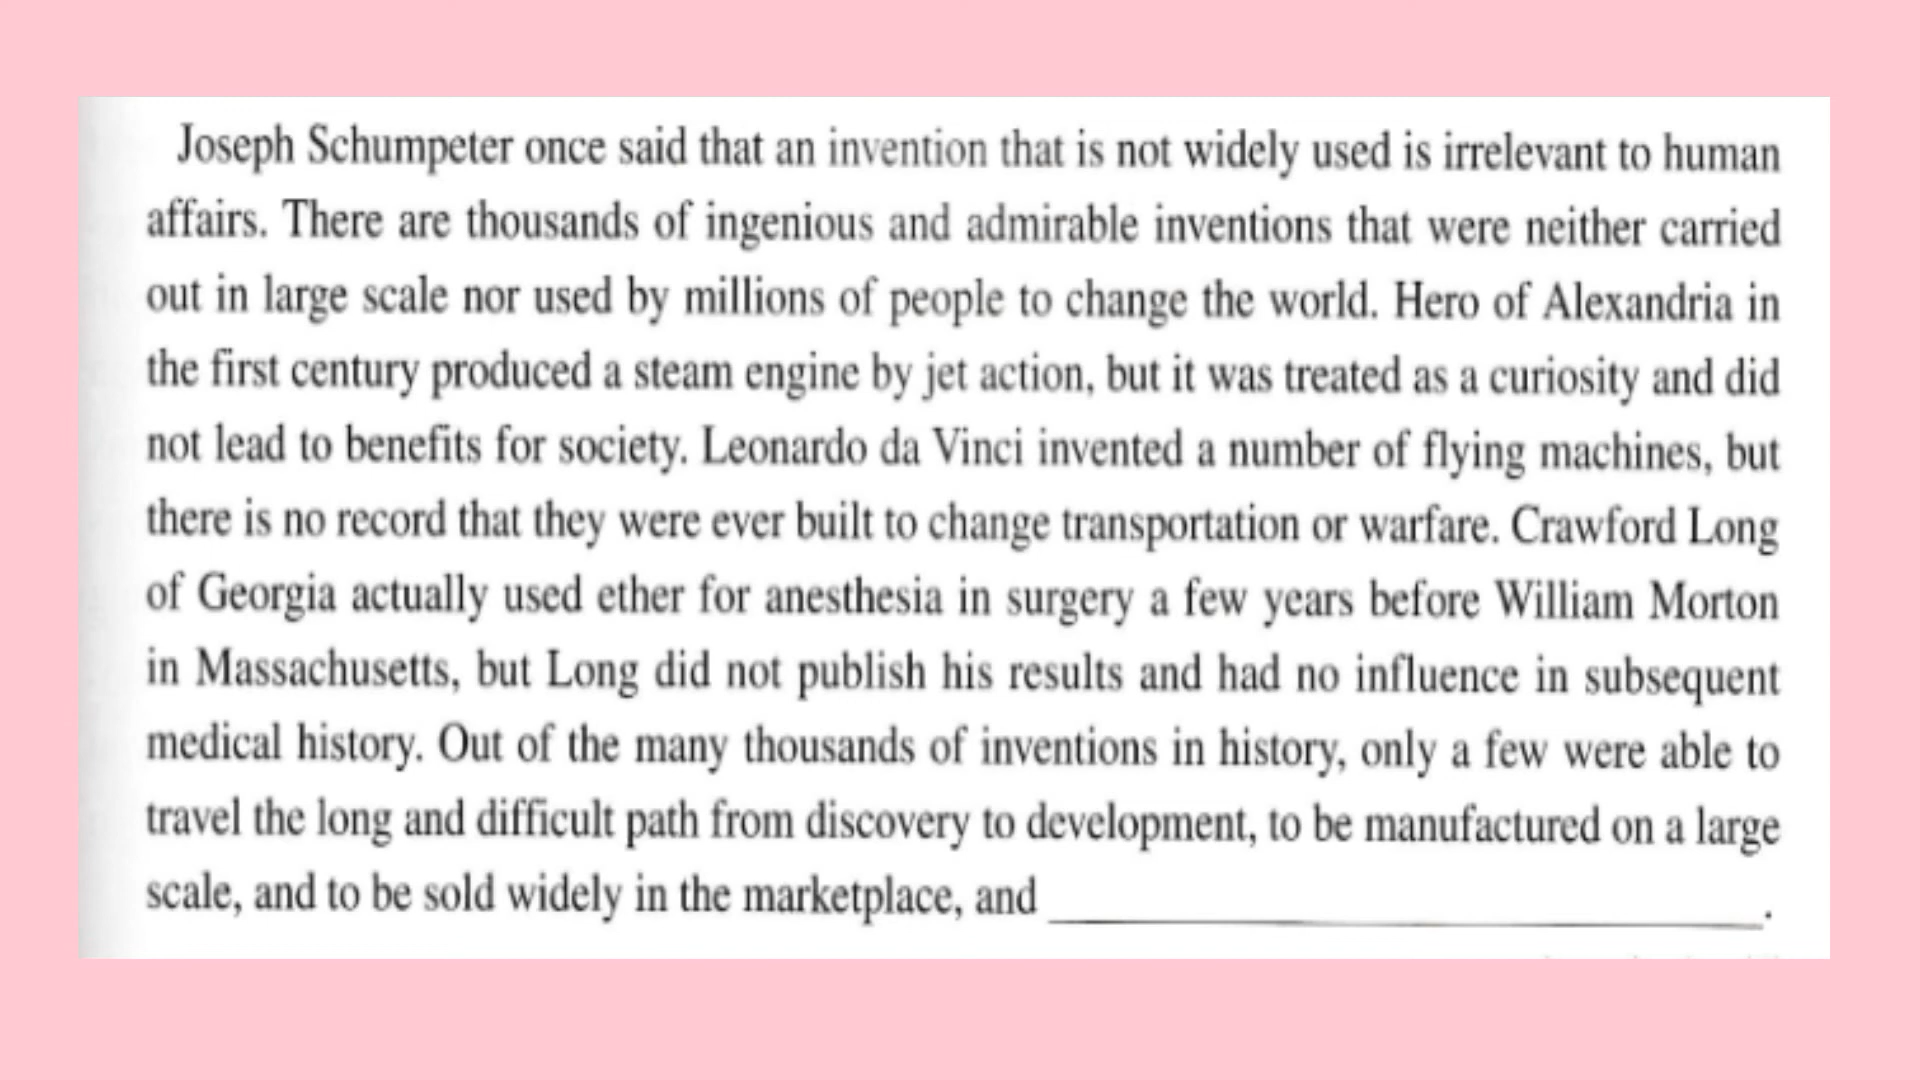 Joseph Schumpeter once said that an invention that is not widely used is irrelevant to human
affairs. There are thousands of ingenious and admirable inventions that were neither carried
out in large scale nor used by millions of people to change the world. Hero of Alexandria in
the first century produced a steam engine by jet action, but it was treated as a curiosity and did
not lead to benefits for society. Leonardo da Vinci invented a number of flying machines, but
there is no record that they were ever built to change transportation or warfare. Crawford Long
of Georgia actually used ether for anesthesia in surgery a few years before William Morton
in Massachusetts, but Long did not publish his results and had no influence in subsequent
medical history. Out of the many thousands of inventions in history, only a few were able to
travel the long and difficult path from discovery to development, to be manufactured on a large
scale, and to be sold widely in the marketplace, and ____________________.